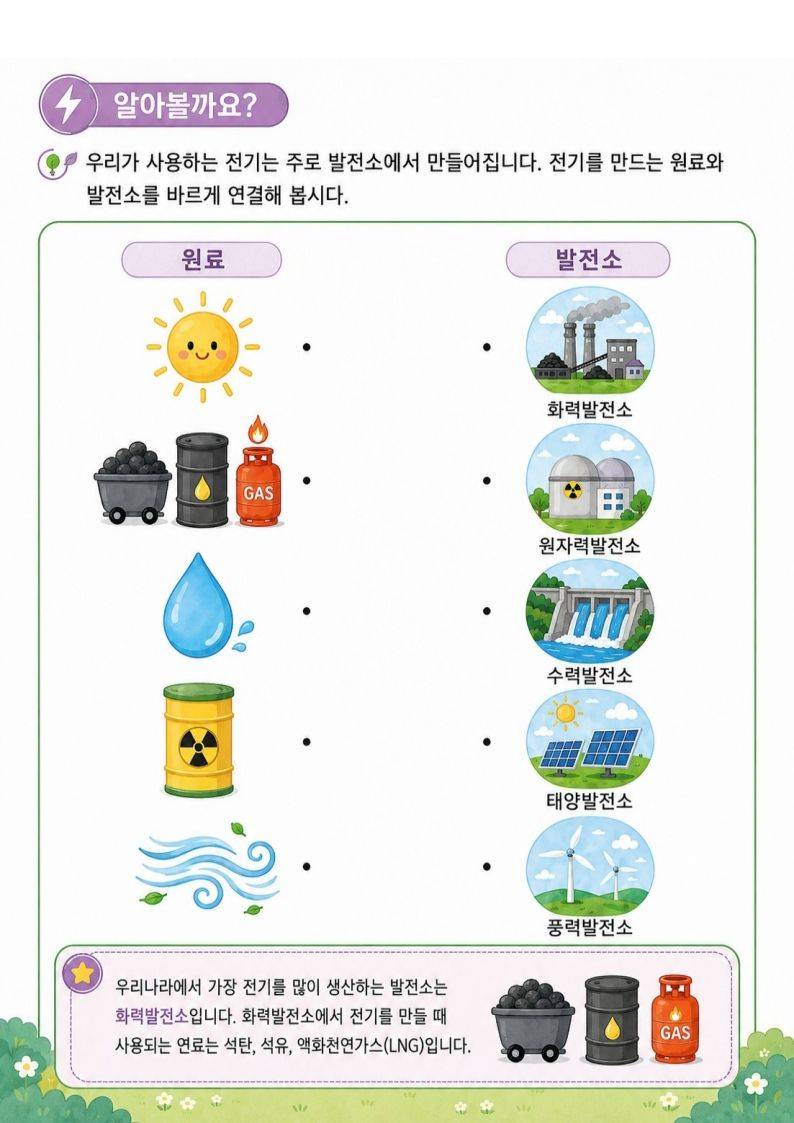 알아볼까요?
우리가 사용하는 전기는 주로 발전소에서 만들어집니다. 전기를 만드는 원료와
발전소를 바르게 연결해 봅시다.
원료
발전소
화력발전소
GAS
원자력발전소
수력발전소
태양발전소
풍력발전소
우리나라에서 가장 전기를 많이 생산하는 발전소는
화력발전소입니다. 화력발전소에서 전기를 만들 때
사용되는 연료는 석탄, 석유, 액화천연가스(LNG)입니다.
GAS